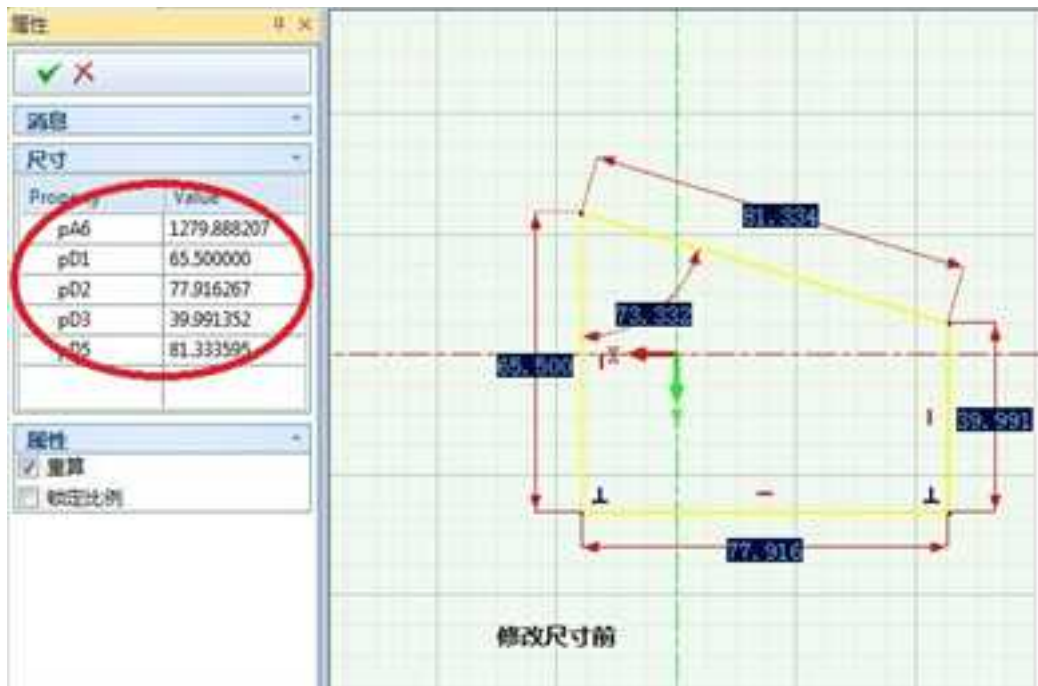 属性
消息
尺寸
Property Value
pA6 1279.888207
pD1 65.500000
pD2 77.916267
pD3 39.991352
pD5 81.333595
属性
重算
锁定比例
81.334
73.332
65.500
X
39.991
Y
77.916
修改尺寸前